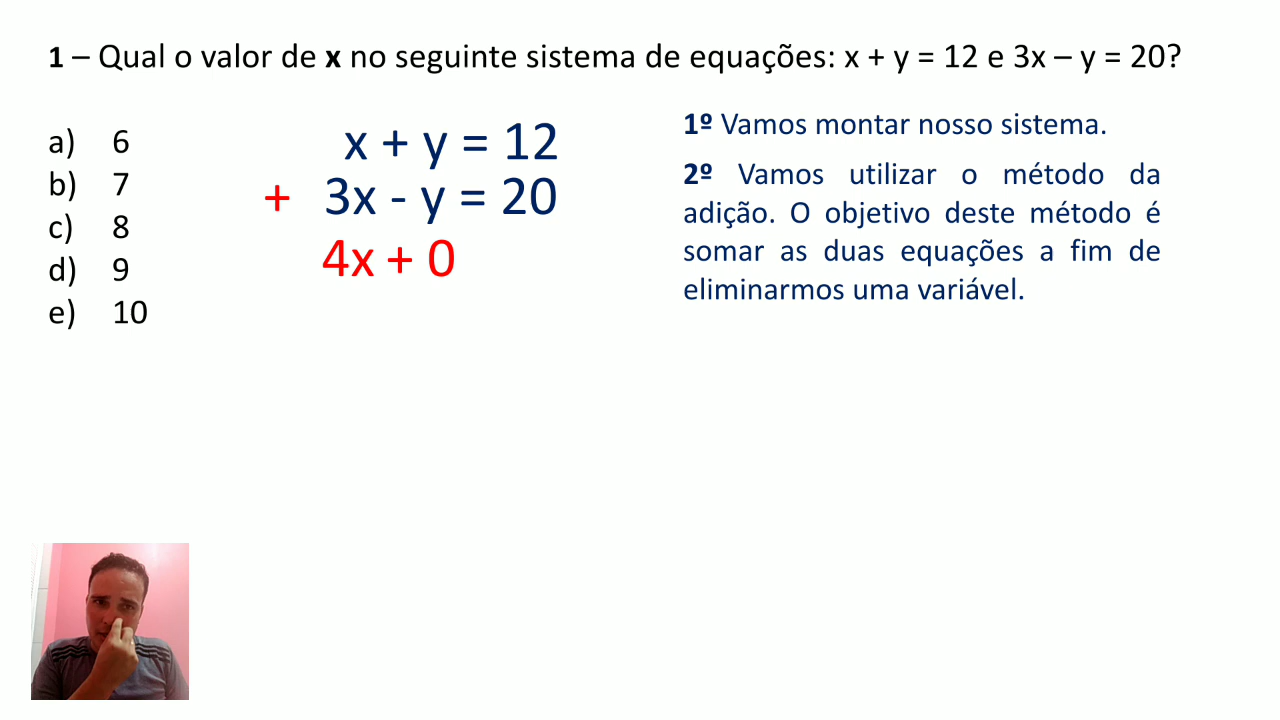 1 – Qual o valor de x no seguinte sistema de equações: x + y = 12 e 3x – y = 20?
a) 6
b) 7
c) 8
d) 9
e) 10
x + y = 12
+ 3x - y = 20
4x + 0
1º Vamos montar nosso sistema.
2º Vamos utilizar o método da
adição. O objetivo deste método é
somar as duas equações a fim de
eliminarmos uma variável.